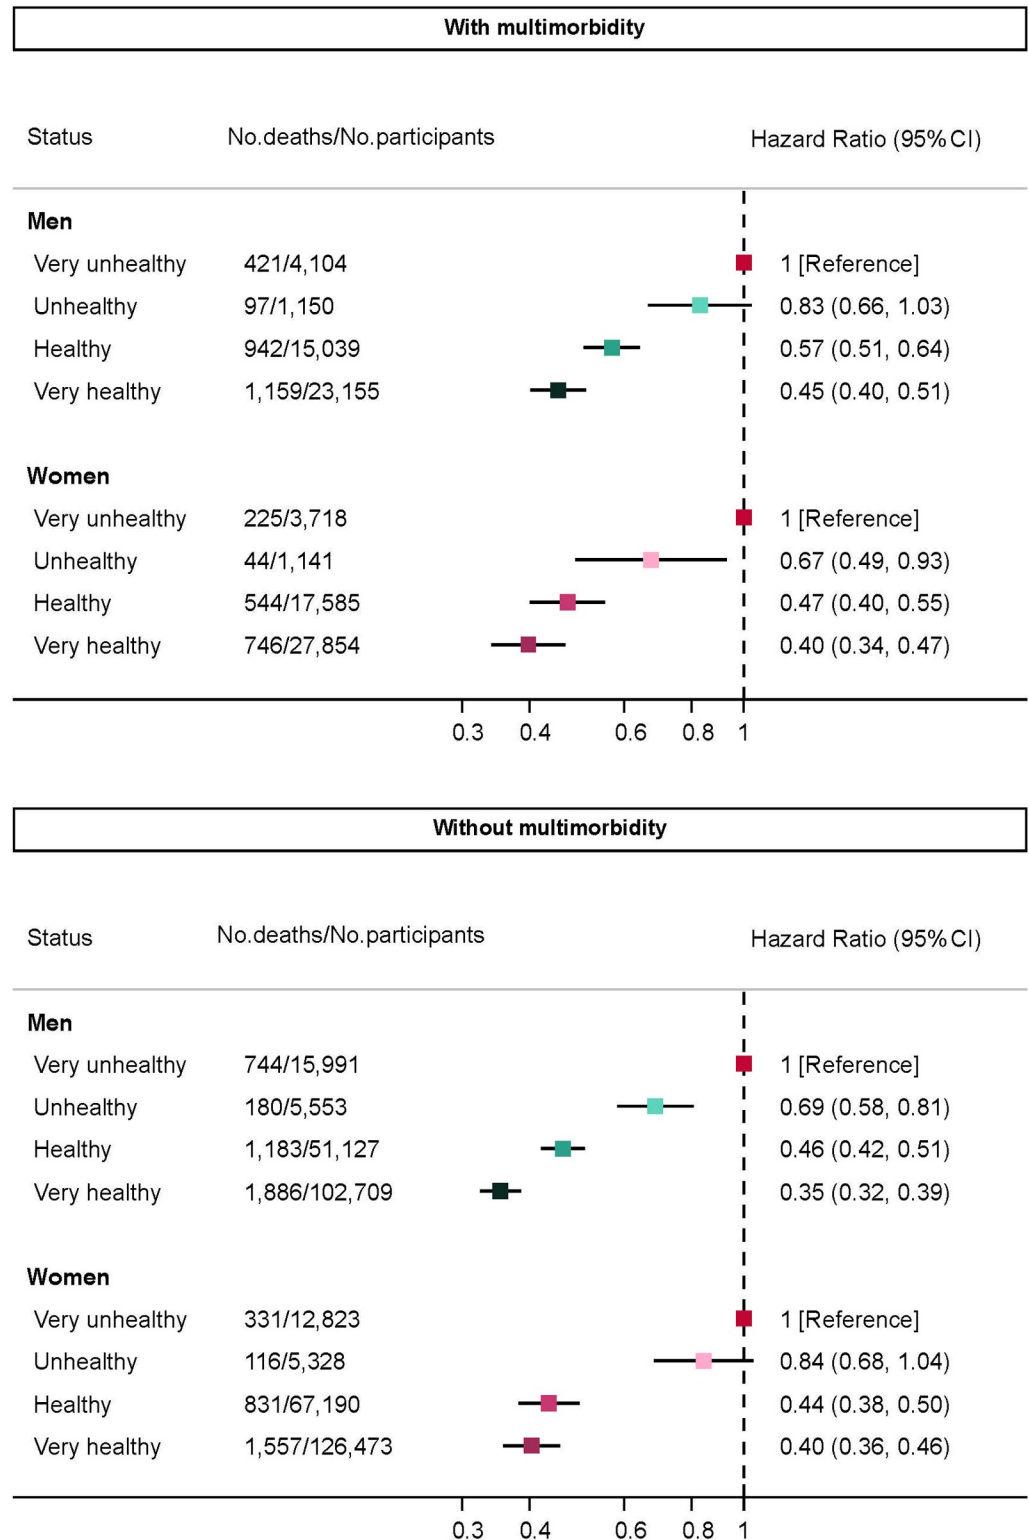 With multimorbidity
Status No.deaths/No.participants Hazard Ratio (95%CI)
Men
Very unhealthy 421/4,104 1 [Reference]
Unhealthy 97/1,150 0.83 (0.66, 1.03)
Healthy 942/15,039 0.57 (0.51, 0.64)
Very healthy 1,159/23,155 0.45 (0.40, 0.51)
Women
Very unhealthy 225/3,718 1 [Reference]
Unhealthy 44/1,141 0.67 (0.49, 0.93)
Healthy 544/17,585 0.47 (0.40, 0.55)
Very healthy 746/27,854 0.40 (0.34, 0.47)
0.3 0.4 0.6 0.8 1
Without multimorbidity
Status No.deaths/No.participants Hazard Ratio (95%CI)
Men
Very unhealthy 744/15,991 1 [Reference]
Unhealthy 180/5,553 0.69 (0.58, 0.81)
Healthy 1,183/51,127 0.46 (0.42, 0.51)
Very healthy 1,886/102,709 0.35 (0.32, 0.39)
Women
Very unhealthy 331/12,823 1 [Reference]
Unhealthy 116/5,328 0.84 (0.68, 1.04)
Healthy 831/67,190 0.44 (0.38, 0.50)
Very healthy 1,557/126,473 0.40 (0.36, 0.46)
0.3 0.4 0.6 0.8 1